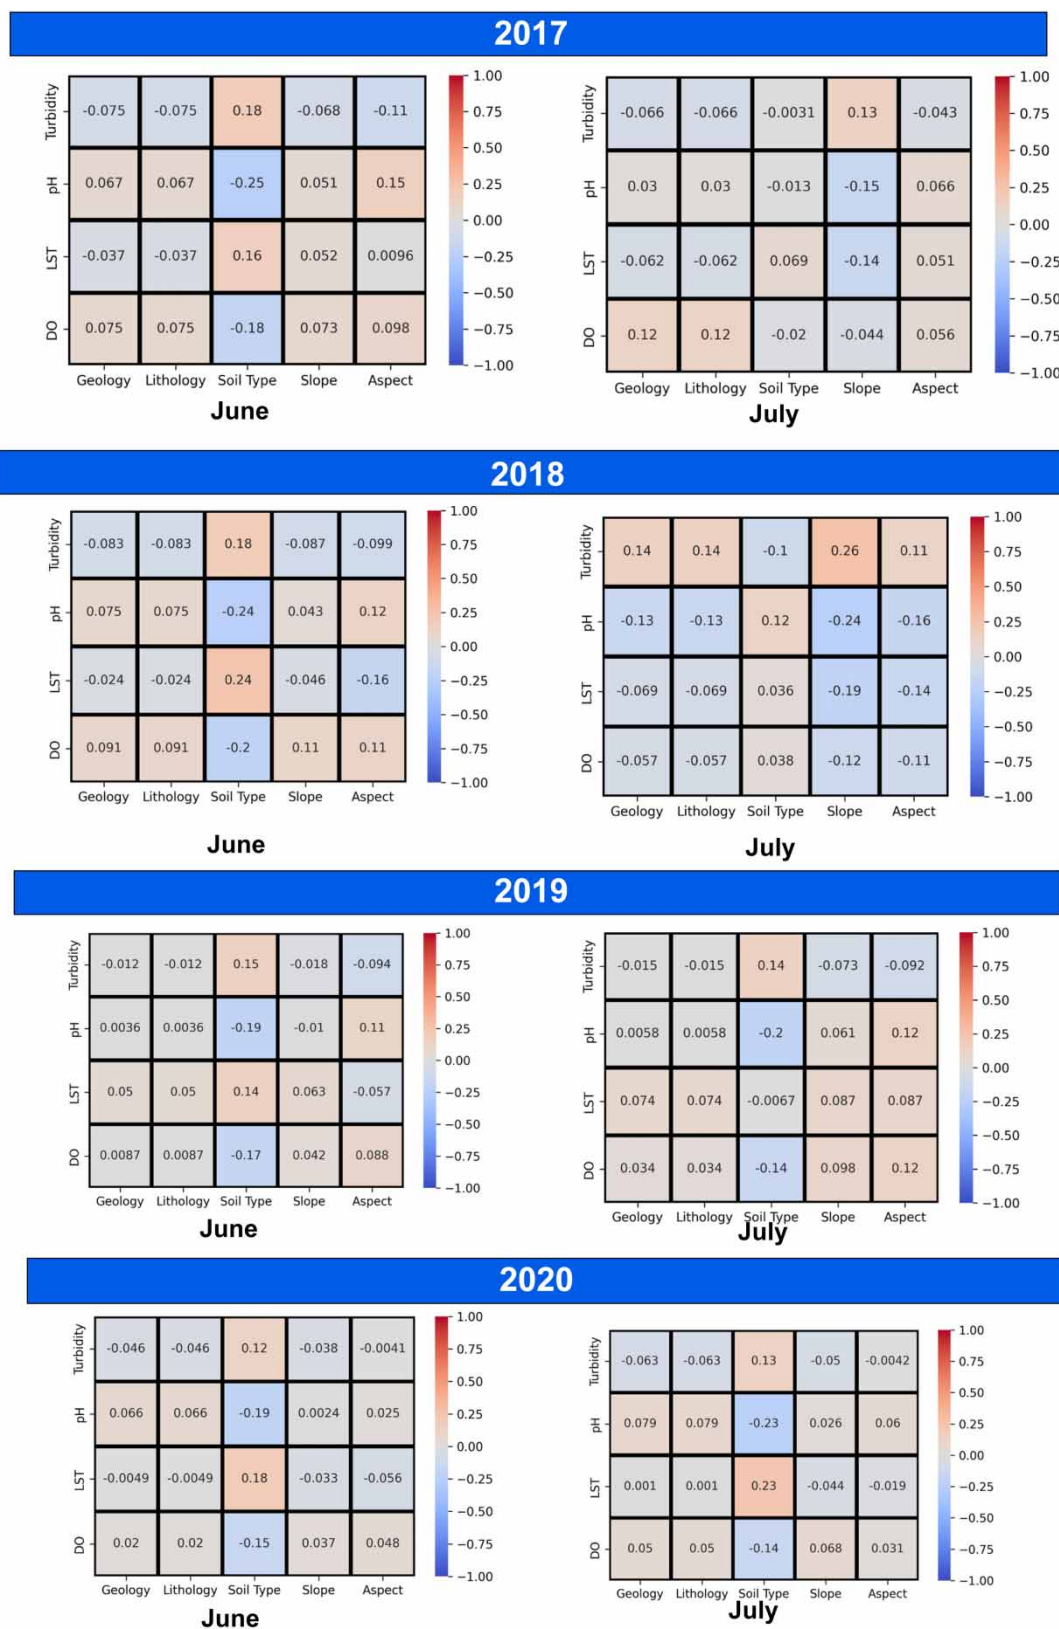 2017
Turbidity -0.075 -0.075 0.18 -0.068 -0.11
pH 0.067 0.067 -0.25 0.051 0.15
LST -0.037 -0.037 0.16 0.052 0.0096
DO 0.075 0.075 -0.18 0.073 0.098
Geology Lithology Soil Type Slope Aspect
1.00
0.75
0.50
0.25
0.00
−0.25
−0.50
−0.75
−1.00
June
Turbidity -0.066 -0.066 -0.0031 0.13 -0.043
pH 0.03 0.03 -0.013 -0.15 0.066
LST -0.062 -0.062 0.069 -0.14 0.051
DO 0.12 0.12 -0.02 -0.044 0.056
Geology Lithology Soil Type Slope Aspect
1.00
0.75
0.50
0.25
0.00
−0.25
−0.50
−0.75
−1.00
July
2018
Turbidity -0.083 -0.083 0.18 -0.087 -0.099
pH 0.075 0.075 -0.24 0.043 0.12
LST -0.024 -0.024 0.24 -0.046 -0.16
DO 0.091 0.091 -0.2 0.11 0.11
Geology Lithology Soil Type Slope Aspect
1.00
0.75
0.50
0.25
0.00
−0.25
−0.50
−0.75
−1.00
June
Turbidity 0.14 0.14 -0.1 0.26 0.11
pH -0.13 -0.13 0.12 -0.24 -0.16
LST -0.069 -0.069 0.036 -0.19 -0.14
DO -0.057 -0.057 0.038 -0.12 -0.11
Geology Lithology Soil Type Slope Aspect
1.00
0.75
0.50
0.25
0.00
−0.25
−0.50
−0.75
−1.00
July
2019
Turbidity -0.012 -0.012 0.15 -0.018 -0.094
pH 0.0036 0.0036 -0.19 -0.01 0.11
LST 0.05 0.05 0.14 0.063 -0.057
DO 0.0087 0.0087 -0.17 0.042 0.088
Geology Lithology Soil Type Slope Aspect
1.00
0.75
0.50
0.25
0.00
−0.25
−0.50
−0.75
−1.00
June
Turbidity -0.015 -0.015 0.14 -0.073 -0.092
pH 0.0058 0.0058 -0.2 0.061 0.12
LST 0.074 0.074 -0.0067 0.087 0.087
DO 0.034 0.034 -0.14 0.098 0.12
Geology Lithology Soil Type Slope Aspect
1.00
0.75
0.50
0.25
0.00
−0.25
−0.50
−0.75
−1.00
July
2020
Turbidity -0.046 -0.046 0.12 -0.038 -0.0041
pH 0.066 0.066 -0.19 0.0024 0.025
LST -0.0049 -0.0049 0.18 -0.033 -0.056
DO 0.02 0.02 -0.15 0.037 0.048
Geology Lithology Soil Type Slope Aspect
1.00
0.75
0.50
0.25
0.00
−0.25
−0.50
−0.75
−1.00
June
Turbidity -0.063 -0.063 0.13 -0.05 -0.0042
pH 0.079 0.079 -0.23 0.026 0.06
LST 0.001 0.001 0.23 -0.044 -0.019
DO 0.05 0.05 -0.14 0.068 0.031
Geology Lithology Soil Type Slope Aspect
1.00
0.75
0.50
0.25
0.00
−0.25
−0.50
−0.75
−1.00
July